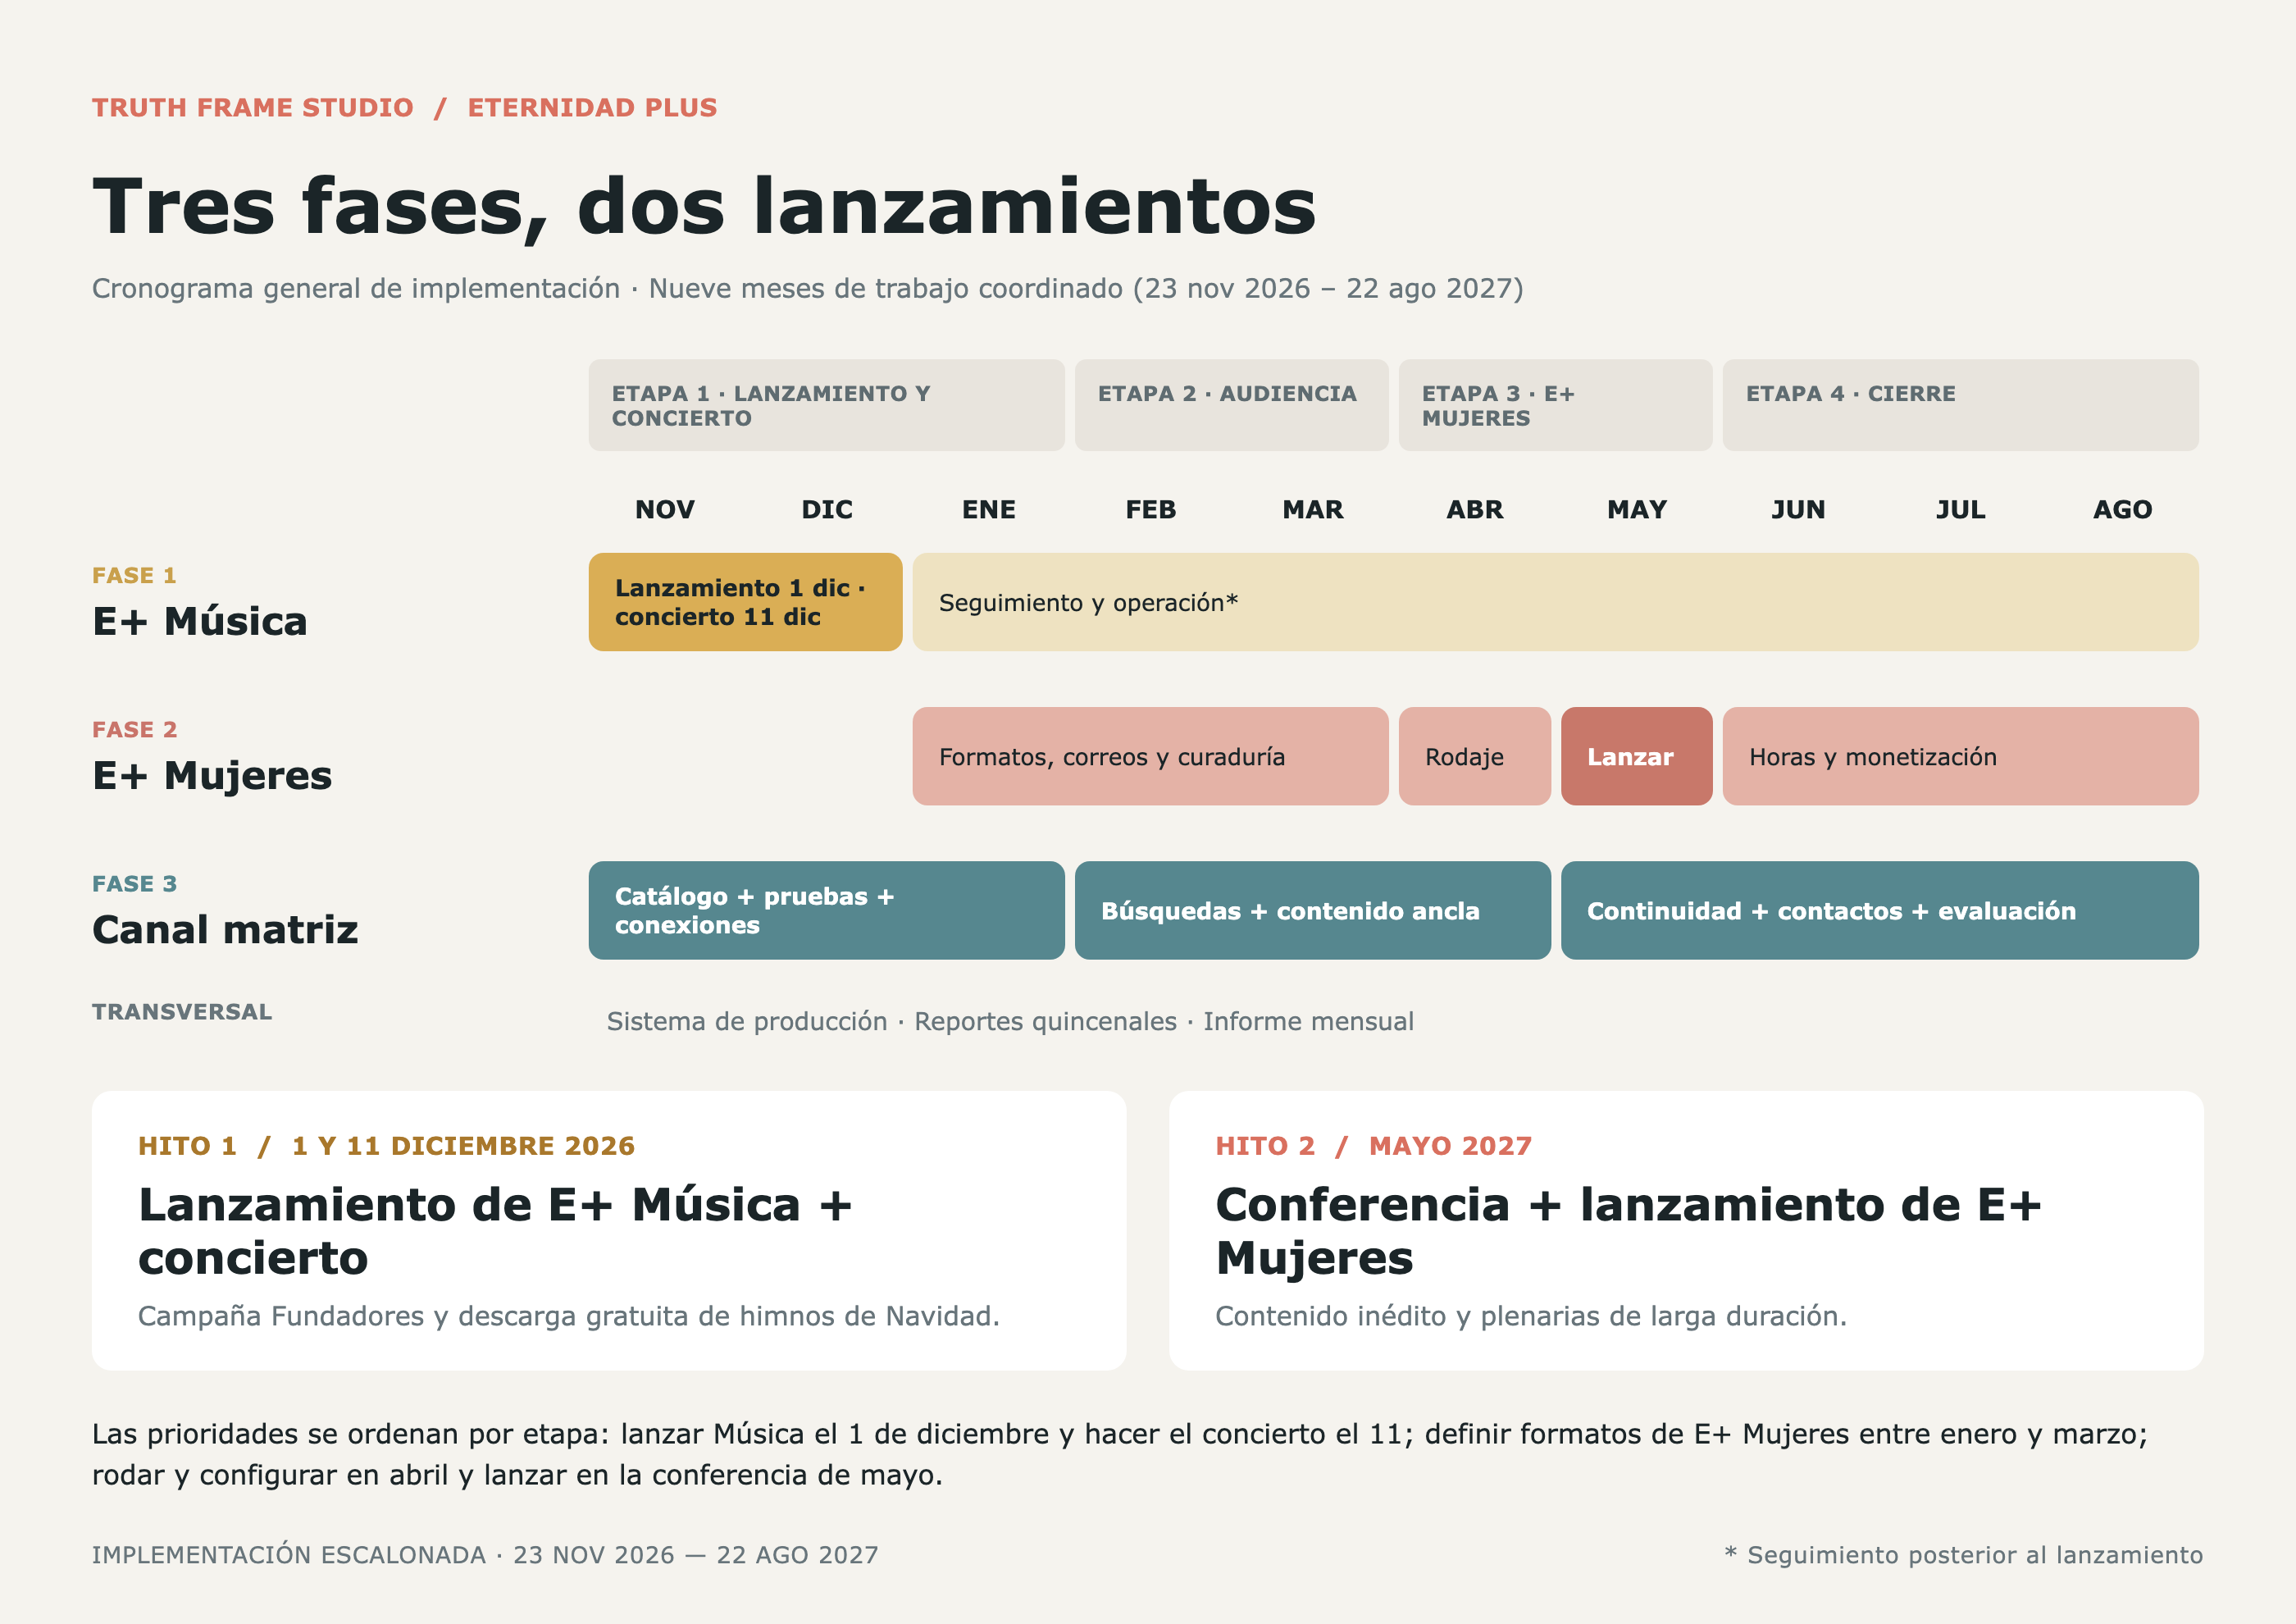 TRUTH FRAME STUDIO / ETERNIDAD PLUS
Tres fases, dos lanzamientos
Cronograma general de implementación · Nueve meses de trabajo coordinado (23 nov 2026 – 22 ago 2027)
ETAPA 1 · LANZAMIENTO Y
CONCIERTO
ETAPA 2 · AUDIENCIA
ETAPA 3 · E+
MUJERES
ETAPA 4 · CIERRE
NOV DIC ENE FEB MAR ABR MAY JUN JUL AGO
FASE 1
E+ Música
Lanzamiento 1 dic ·
concierto 11 dic
Seguimiento y operación*
FASE 2
E+ Mujeres
Formatos, correos y curaduría
Rodaje
Lanzar
Horas y monetización
FASE 3
Canal matriz
Catálogo + pruebas +
conexiones
Búsquedas + contenido ancla
Continuidad + contactos + evaluación
TRANSVERSAL
Sistema de producción · Reportes quincenales · Informe mensual
HITO 1 / 1 Y 11 DICIEMBRE 2026
Lanzamiento de E+ Música +
concierto
Campaña Fundadores y descarga gratuita de himnos de Navidad.
HITO 2 / MAYO 2027
Conferencia + lanzamiento de E+
Mujeres
Contenido inédito y plenarias de larga duración.
Las prioridades se ordenan por etapa: lanzar Música el 1 de diciembre y hacer el concierto el 11; definir formatos de E+ Mujeres entre enero y marzo;
rodar y configurar en abril y lanzar en la conferencia de mayo.
IMPLEMENTACIÓN ESCALONADA · 23 NOV 2026 — 22 AGO 2027
* Seguimiento posterior al lanzamiento